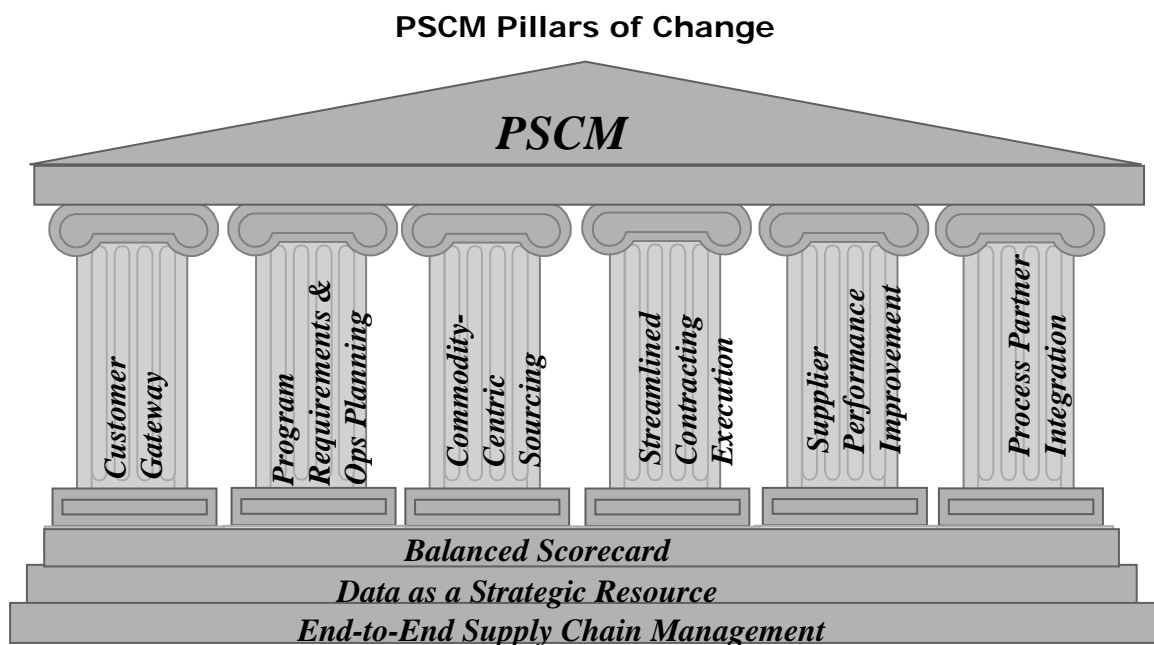 PSCM Pillars of Change
PSCM
Customer
Gateway
Program
Requirements &
Ops Planning
Commodity-
Centric
Sourcing
Streamlined
Contracting
Execution
Supplier
Performance
Improvement
Process Partner
Integration
Balanced Scorecard
Data as a Strategic Resource
End-to-End Supply Chain Management